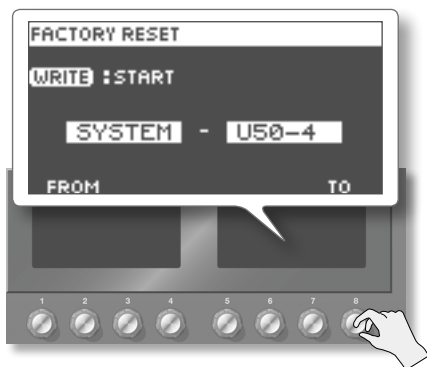 FACTORY RESET
WRITE :START
SYSTEM - U50-4
FROM TO
1 2 3 4 5 6 7 8